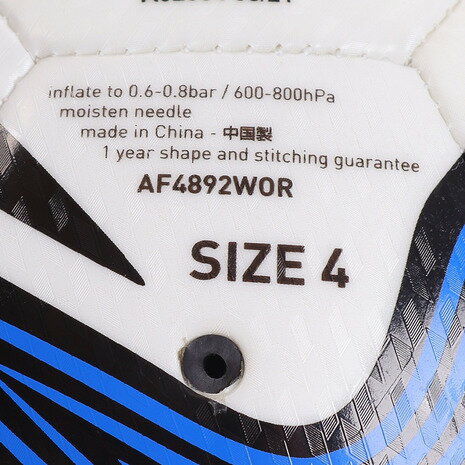 inflate to 0.6-0.8bar / 600-800hPa
moisten needle
made in China - 中国製
1 year shape and stitching guarantee
AF4892WOR
SIZE 4